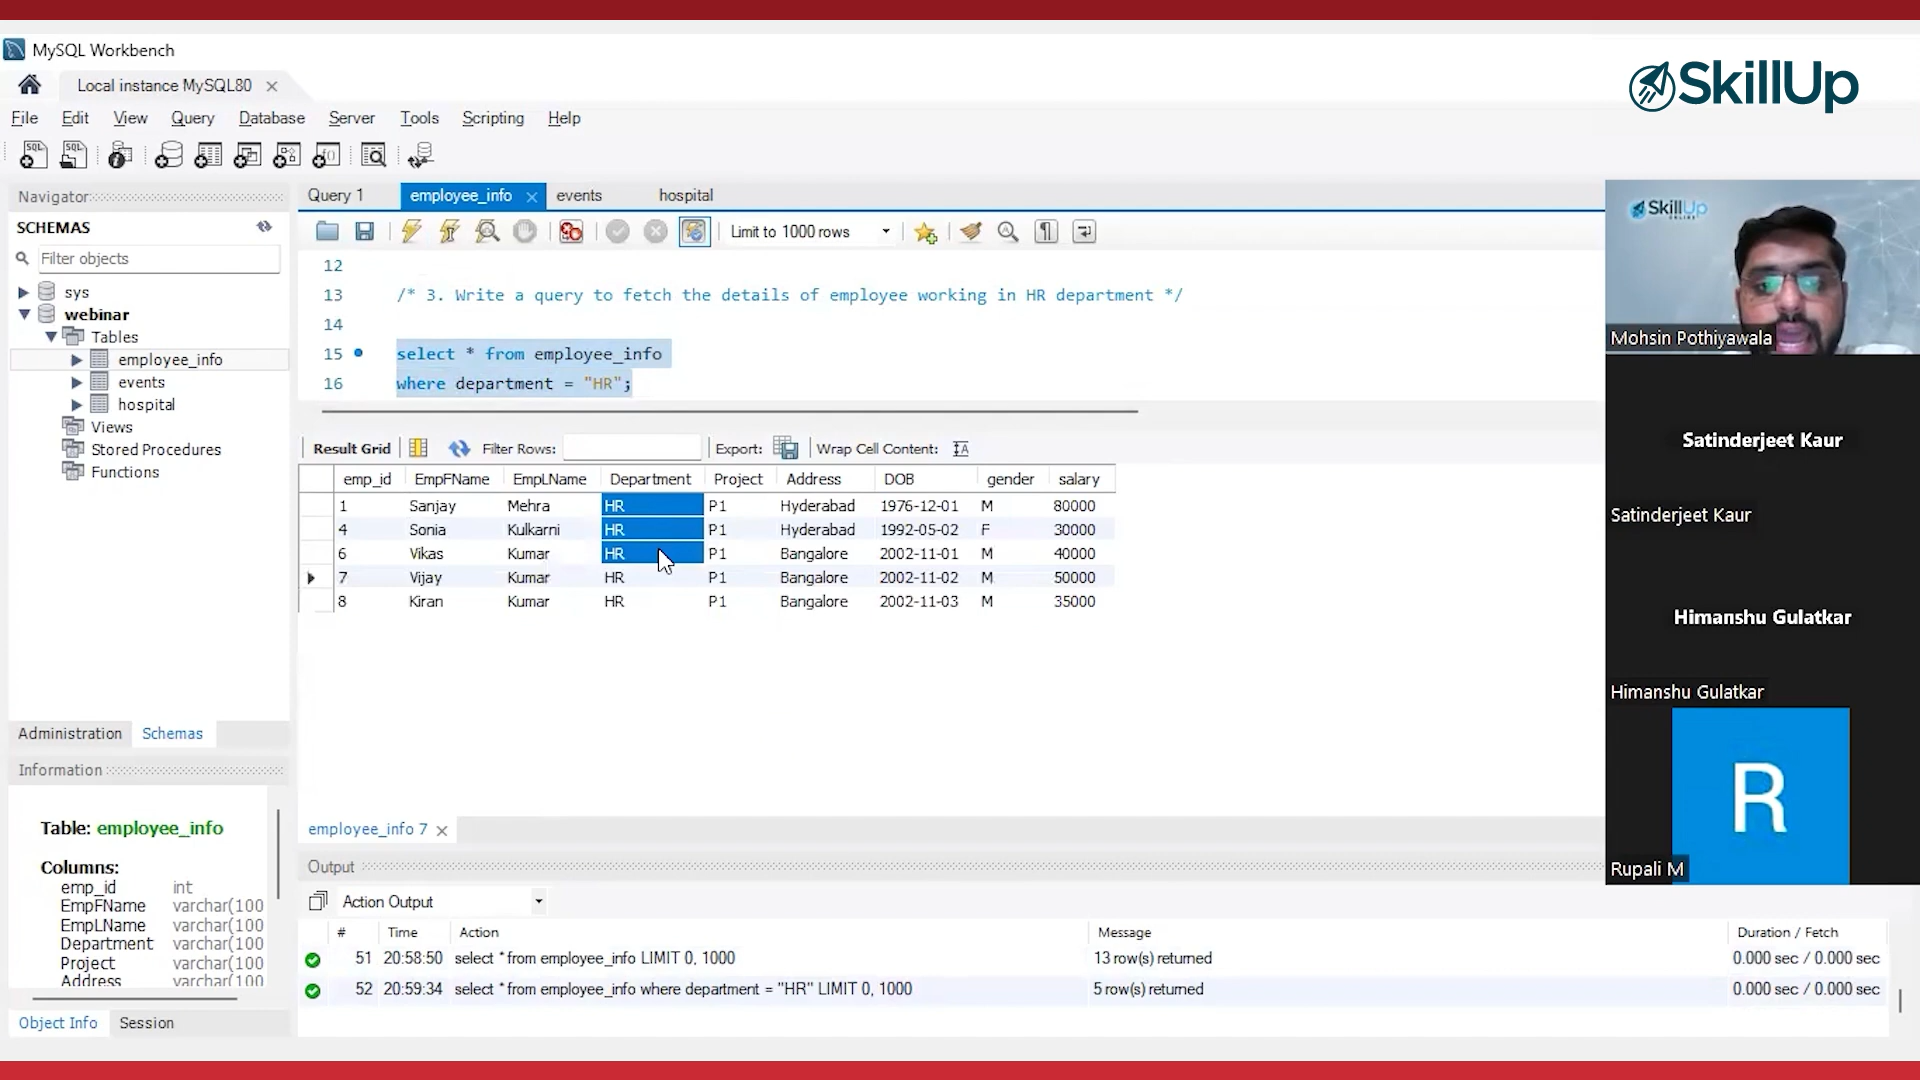 MySQL Workbench
Local instance MySQL80
SkillUp
File Edit View Query Database Server Tools Scripting Help
Navigator
SCHEMAS
Filter objects
sys
webinar
Tables
employee_info
events
hospital
Views
Stored Procedures
Functions
Administration Schemas
Information
Table: employee_info
Columns:
emp_id int
EmpFName varchar(100
EmpLName varchar(100
Department varchar(100
Project varchar(100
Address varchar(100
Object Info Session
Query 1 employee_info events hospital
Limit to 1000 rows
12
13 /* 3. Write a query to fetch the details of employee working in HR department */
14
15 select * from employee_info
16 where department = "HR";
Result Grid Filter Rows: Export: Wrap Cell Content:
emp_id EmpFName EmpLName Department Project Address DOB gender salary
1 Sanjay Mehra HR P1 Hyderabad 1976-12-01 M 80000
4 Sonia Kulkarni HR P1 Hyderabad 1992-05-02 F 30000
6 Vikas Kumar HR P1 Bangalore 2002-11-01 M 40000
7 Vijay Kumar HR P1 Bangalore 2002-11-02 M 50000
8 Kiran Kumar HR P1 Bangalore 2002-11-03 M 35000
employee_info 7
Output
Action Output
# Time Action Message Duration / Fetch
51 20:58:50 select * from employee_info LIMIT 0, 1000 13 row(s) returned 0.000 sec / 0.000 sec
52 20:59:34 select * from employee_info where department = "HR" LIMIT 0, 1000 5 row(s) returned 0.000 sec / 0.000 sec
SkillUp
ONLINE
Mohsin Pothiyawala
Satinderjeet Kaur
Satinderjeet Kaur
Himanshu Gulatkar
Himanshu Gulatkar
R
Rupali M